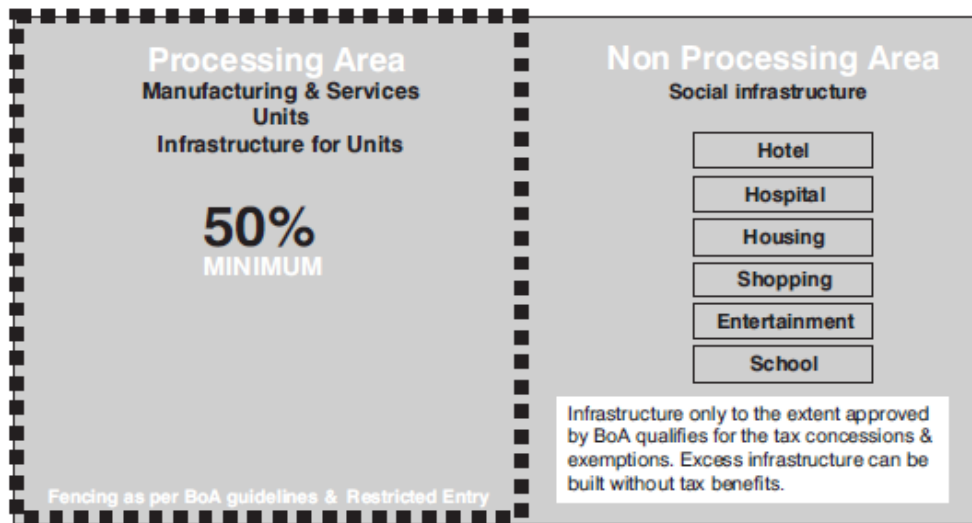 Processing Area
Manufacturing & Services
Units
Infrastructure for Units
50%
MINIMUM
Fencing as per BoA guidelines & Restricted Entry
Non Processing Area
Social infrastructure
Hotel
Hospital
Housing
Shopping
Entertainment
School
Infrastructure only to the extent approved
by BoA qualifies for the tax concessions &
exemptions. Excess infrastructure can be
built without tax benefits.